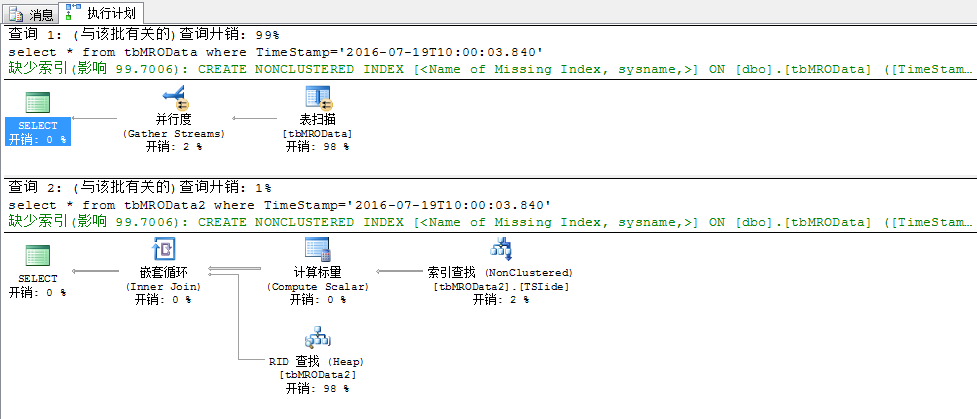 消息 执行计划
查询 1: (与该批有关的)查询开销: 99%
select * from tbMROData where TimeStamp='2016-07-19T10:00:03.840'
缺少索引(影响 99.7006): CREATE NONCLUSTERED INDEX [<Name of Missing Index, sysname,>] ON [dbo].[tbMROData] ([TimeStam…
SELECT
开销: 0 %
并行度
(Gather Streams)
开销: 2 %
表扫描
[tbMROData]
开销: 98 %
查询 2: (与该批有关的)查询开销: 1%
select * from tbMROData2 where TimeStamp='2016-07-19T10:00:03.840'
缺少索引(影响 99.7006): CREATE NONCLUSTERED INDEX [<Name of Missing Index, sysname,>] ON [dbo].[tbMROData] ([TimeStam…
SELECT
开销: 0 %
嵌套循环
(Inner Join)
开销: 0 %
计算标量
(Compute Scalar)
开销: 0 %
索引查找 (NonClustered)
[tbMROData2].[TSIide]
开销: 2 %
RID 查找 (Heap)
[tbMROData2]
开销: 98 %